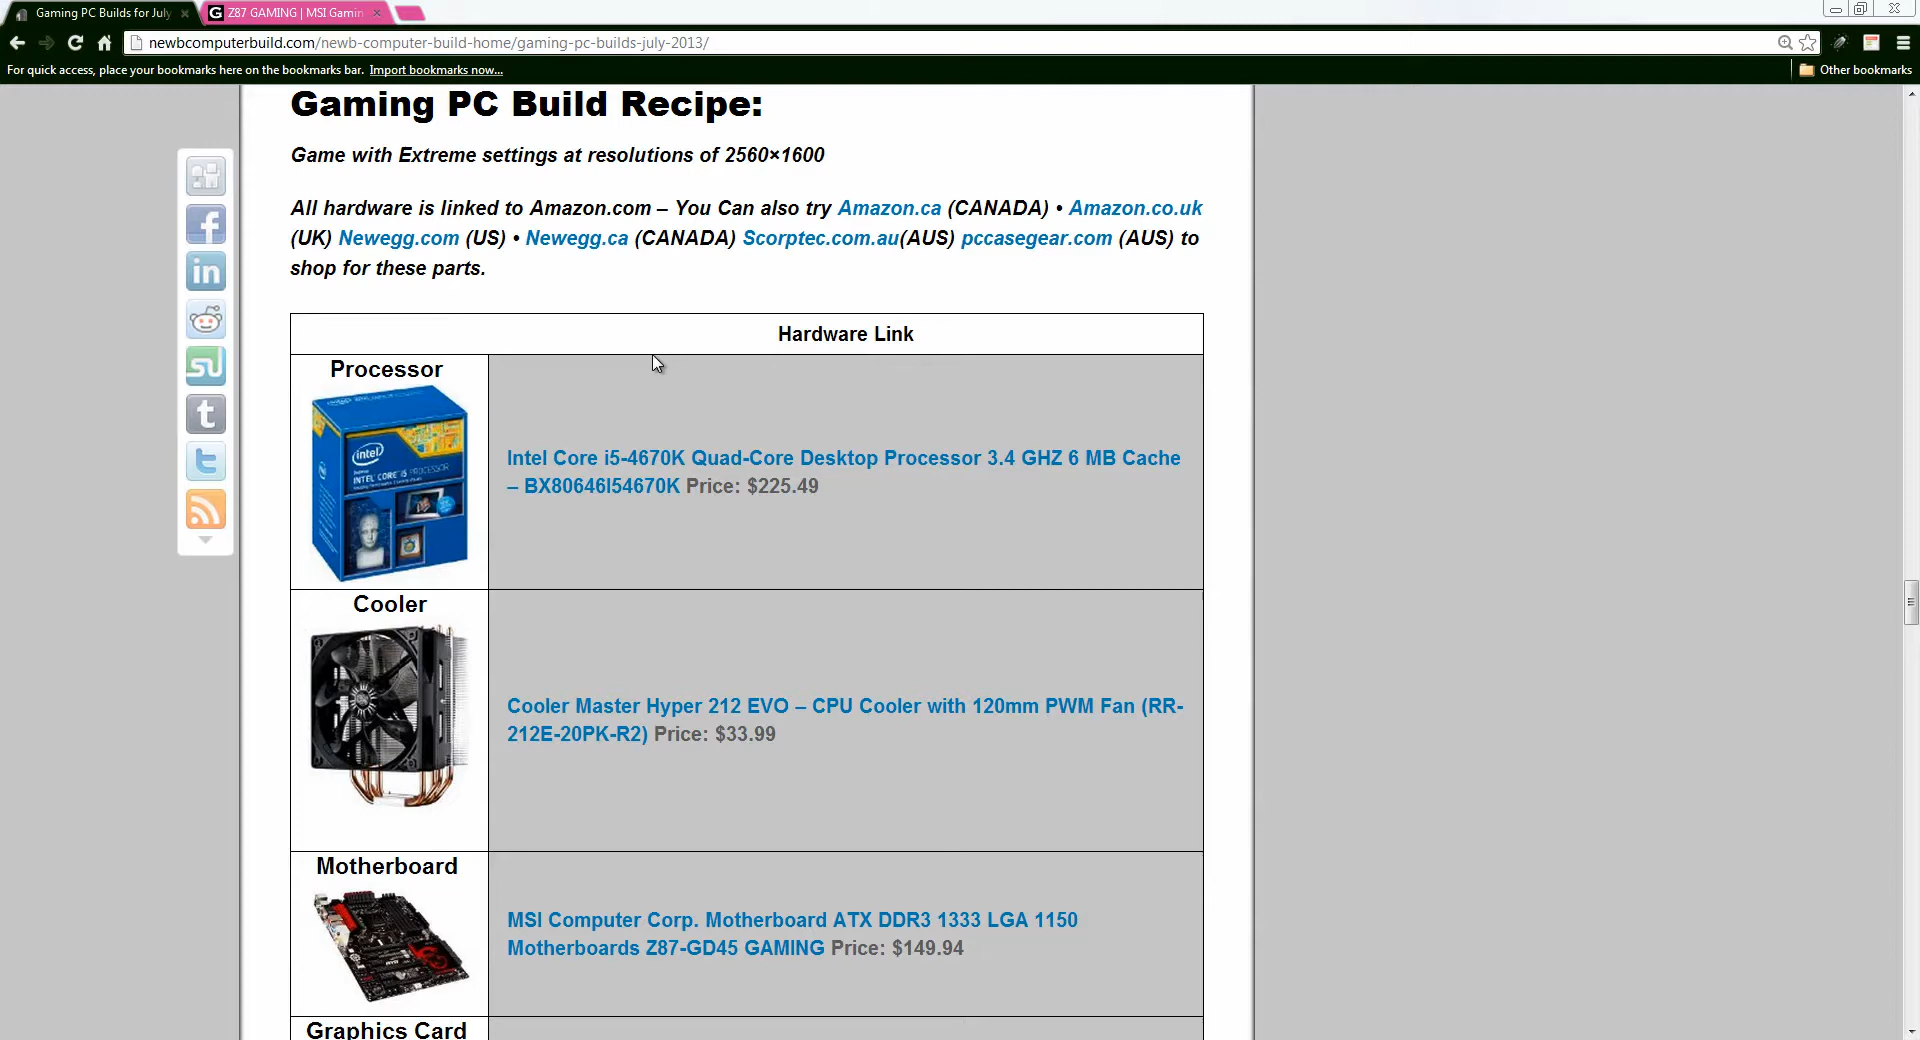 Gaming PC Builds for July
Z87 GAMING | MSI Gamin
newbcomputerbuild.com/newb-computer-build-home/gaming-pc-builds-july-2013/
For quick access, place your bookmarks here on the bookmarks bar. Import bookmarks now...
Other bookmarks
Gaming PC Build Recipe:
Game with Extreme settings at resolutions of 2560×1600
All hardware is linked to Amazon.com – You Can also try Amazon.ca (CANADA) • Amazon.co.uk
(UK) Newegg.com (US) • Newegg.ca (CANADA) Scorptec.com.au(AUS) pccasegear.com (AUS) to
shop for these parts.
Hardware Link
Processor
intel
INTEL CORE i5 PROCESSOR
Intel Core i5-4670K Quad-Core Desktop Processor 3.4 GHZ 6 MB Cache
– BX80646I54670K Price: $225.49
Cooler
Cooler Master Hyper 212 EVO – CPU Cooler with 120mm PWM Fan (RR-
212E-20PK-R2) Price: $33.99
Motherboard
MSI Computer Corp. Motherboard ATX DDR3 1333 LGA 1150
Motherboards Z87-GD45 GAMING Price: $149.94
Graphics Card